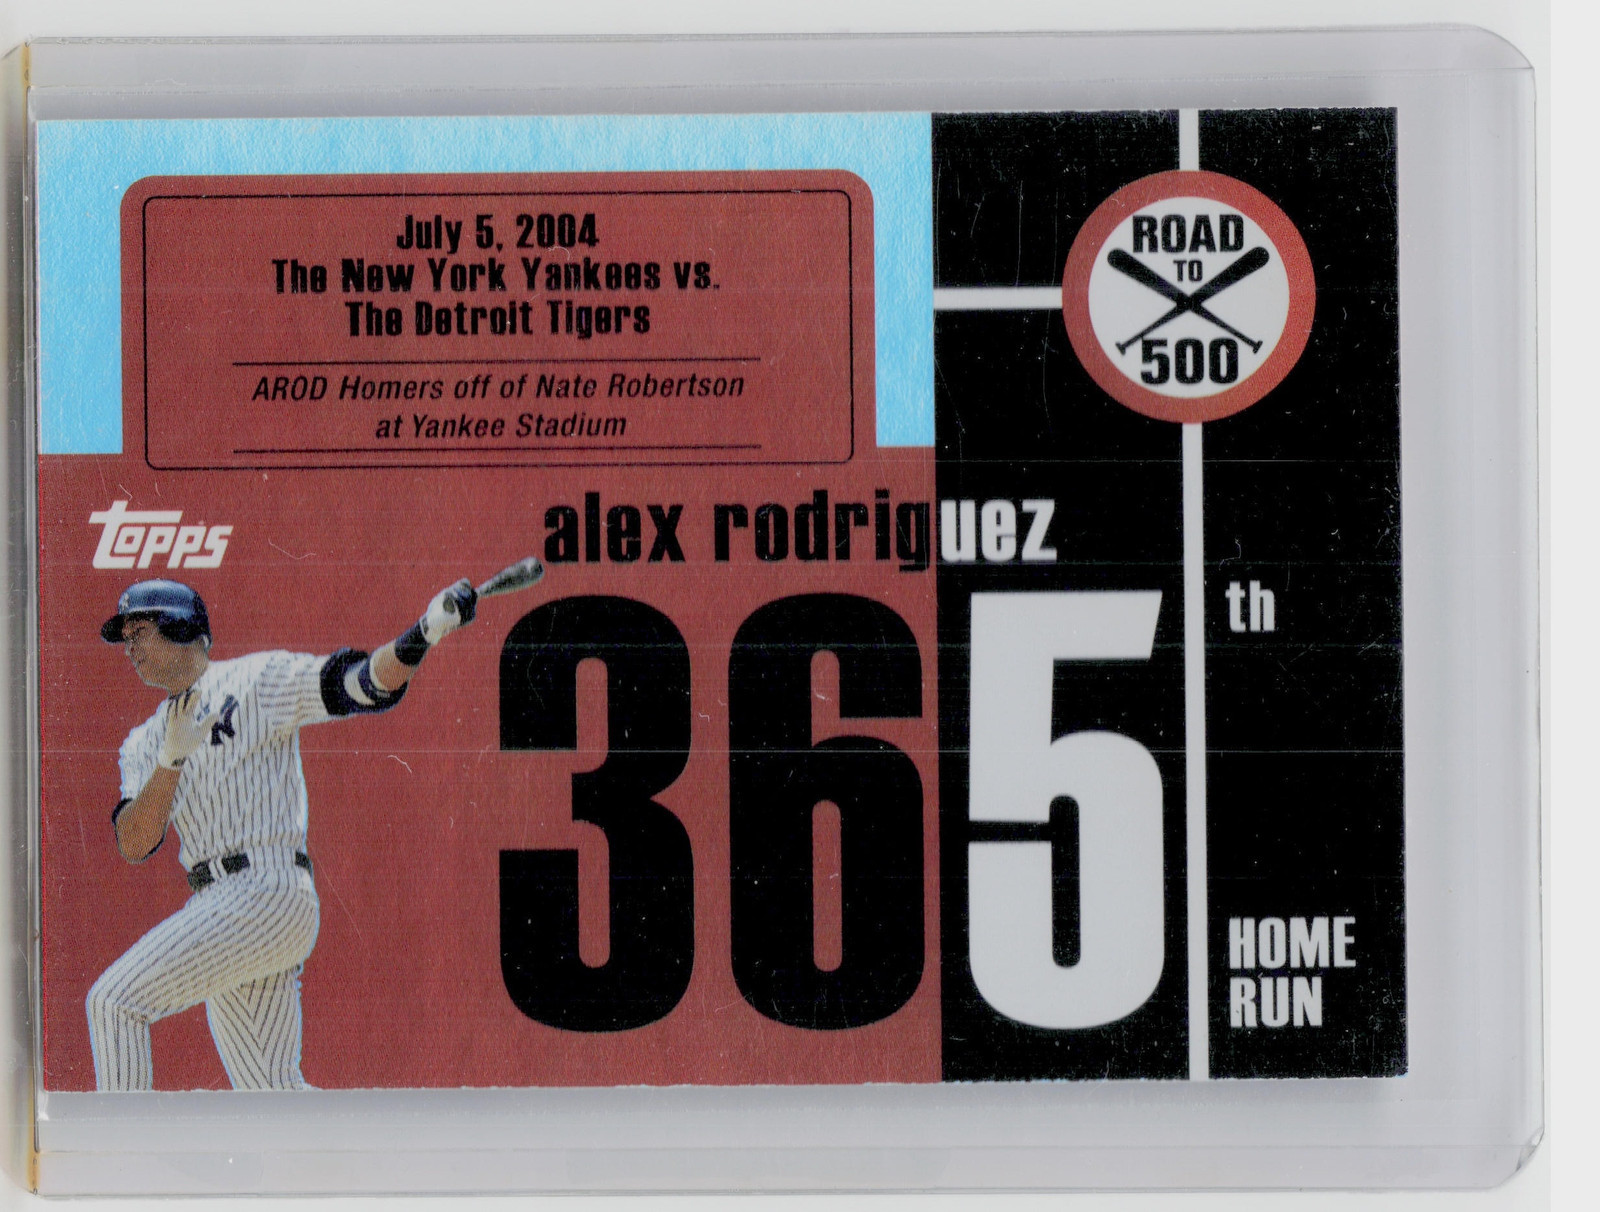 July 5, 2004
The New York Yankees vs.
The Detroit Tigers
AROD Homers off of Nate Robertson
at Yankee Stadium
ROAD
TO
500
topps
alex rodriguez
365
th
HOME
RUN